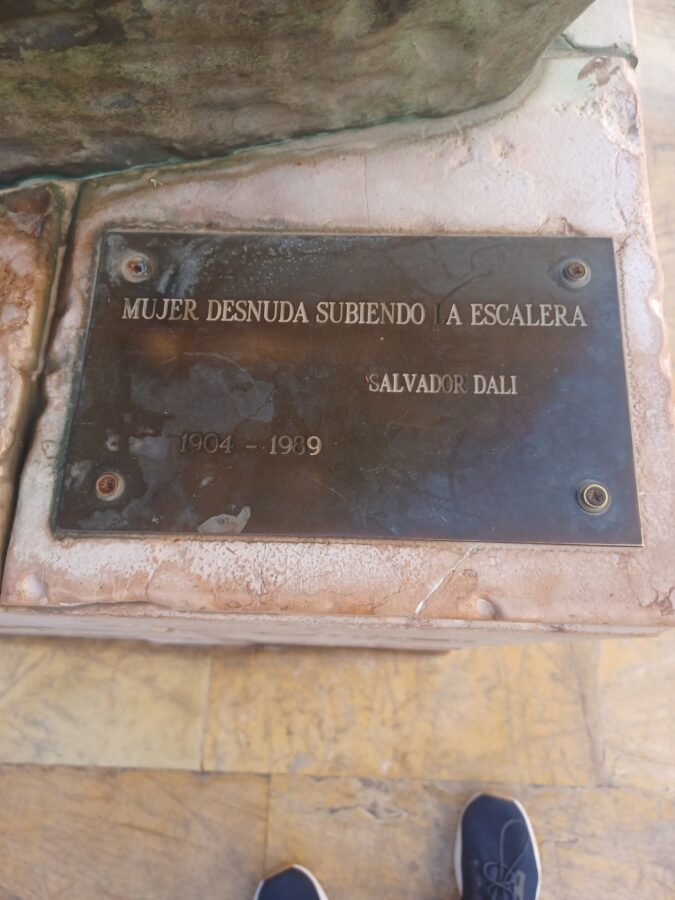 MUJER DESNUDA SUBIENDO LA ESCALERA
SALVADOR DALI
1904 - 1989